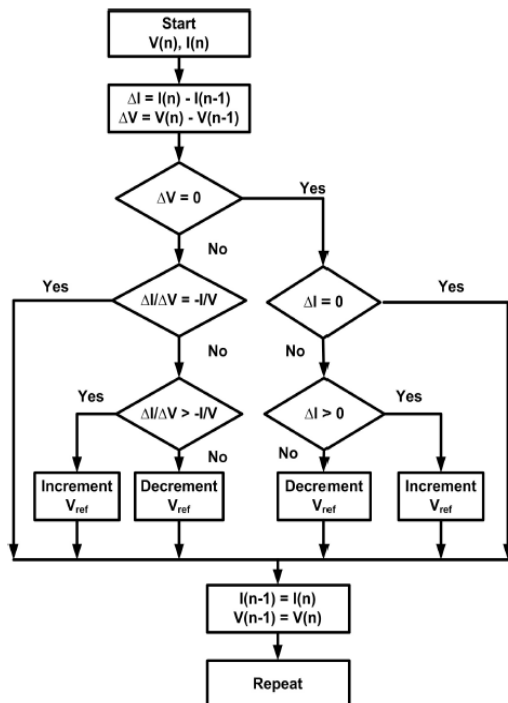 Start
V(n), I(n)
ΔI = I(n) - I(n-1)
ΔV = V(n) - V(n-1)
ΔV = 0
Yes
No
Yes
ΔI/ΔV = -I/V
ΔI = 0
Yes
No
No
Yes
ΔI/ΔV > -I/V
ΔI > 0
Yes
No
No
Increment
Vref
Decrement
Vref
Decrement
Vref
Increment
Vref
I(n-1) = I(n)
V(n-1) = V(n)
Repeat